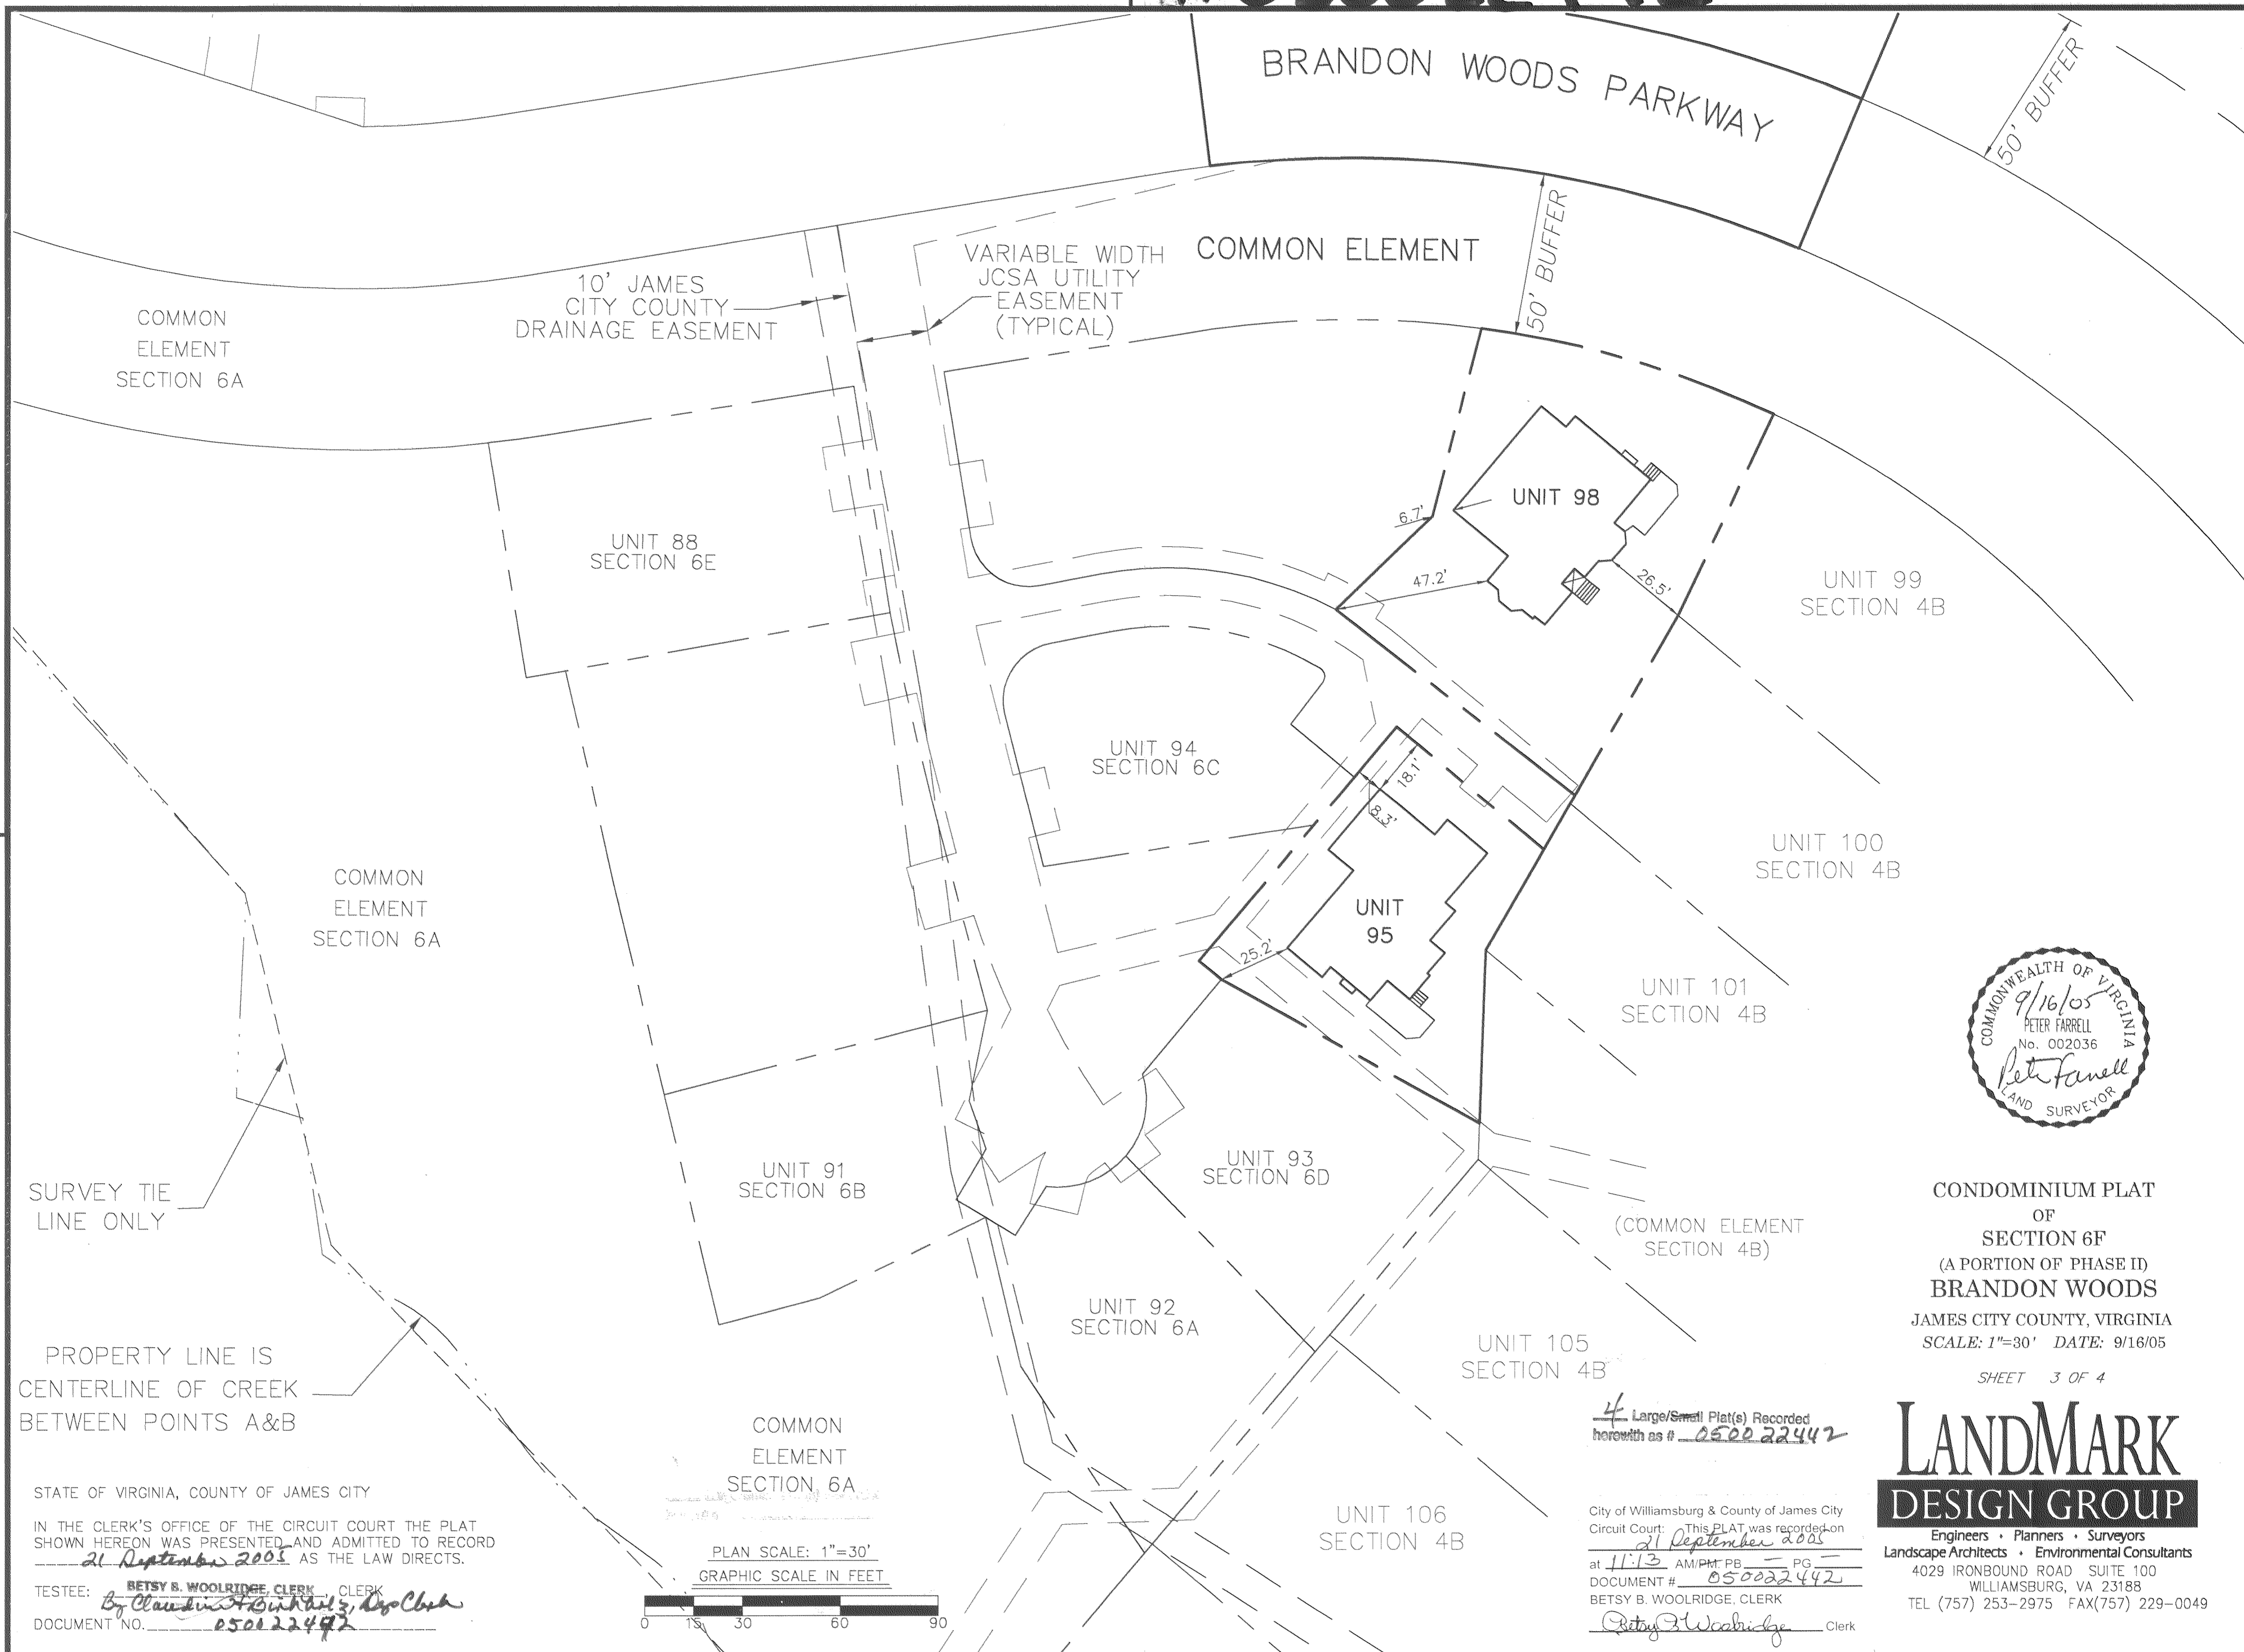 BRANDON WOODS PARKWAY
50' BUFFER
COMMON ELEMENT
50' BUFFER
VARIABLE WIDTH
JCSA UTILITY
EASEMENT
(TYPICAL)
10' JAMES
CITY COUNTY
DRAINAGE EASEMENT
COMMON
ELEMENT
SECTION 6A
UNIT 88
SECTION 6E
UNIT 98
6.7'
47.2'
26.5'
UNIT 99
SECTION 4B
UNIT 94
SECTION 6C
18.1'
8.3'
UNIT 100
SECTION 4B
COMMON
ELEMENT
SECTION 6A
UNIT
95
25.2'
UNIT 101
SECTION 4B
COMMONWEALTH OF VIRGINIA
9/16/05
PETER FARRELL
No. 002036
Peter Farrell
LAND SURVEYOR
SURVEY TIE
LINE ONLY
UNIT 91
SECTION 6B
UNIT 93
SECTION 6D
(COMMON ELEMENT
SECTION 4B)
CONDOMINIUM PLAT
OF
SECTION 6F
(A PORTION OF PHASE II)
BRANDON WOODS
JAMES CITY COUNTY, VIRGINIA
SCALE: 1"=30' DATE: 9/16/05
SHEET 3 OF 4
UNIT 92
SECTION 6A
UNIT 105
SECTION 4B
PROPERTY LINE IS
CENTERLINE OF CREEK
BETWEEN POINTS A&B
COMMON
ELEMENT
SECTION 6A
4 Large/Small Plat(s) Recorded
herewith as # 050022442
LANDMARK
DESIGN GROUP
Engineers • Planners • Surveyors
Landscape Architects • Environmental Consultants
4029 IRONBOUND ROAD SUITE 100
WILLIAMSBURG, VA 23188
TEL (757) 253-2975 FAX(757) 229-0049
STATE OF VIRGINIA, COUNTY OF JAMES CITY
IN THE CLERK'S OFFICE OF THE CIRCUIT COURT THE PLAT
SHOWN HEREON WAS PRESENTED AND ADMITTED TO RECORD
21 September 2005 AS THE LAW DIRECTS.
TESTEE: BETSY B. WOOLRIDGE, CLERK, CLERK
By Dep Clerk
DOCUMENT NO. 050022442
PLAN SCALE: 1"=30'
GRAPHIC SCALE IN FEET
0 15 30 60 90
UNIT 106
SECTION 4B
City of Williamsburg & County of James City
Circuit Court: This PLAT was recorded on
21 September 2005
at 11:13 AM/PM PB — PG —
DOCUMENT # 050022442
BETSY B. WOOLRIDGE, CLERK
Betsy B Woolridge Clerk